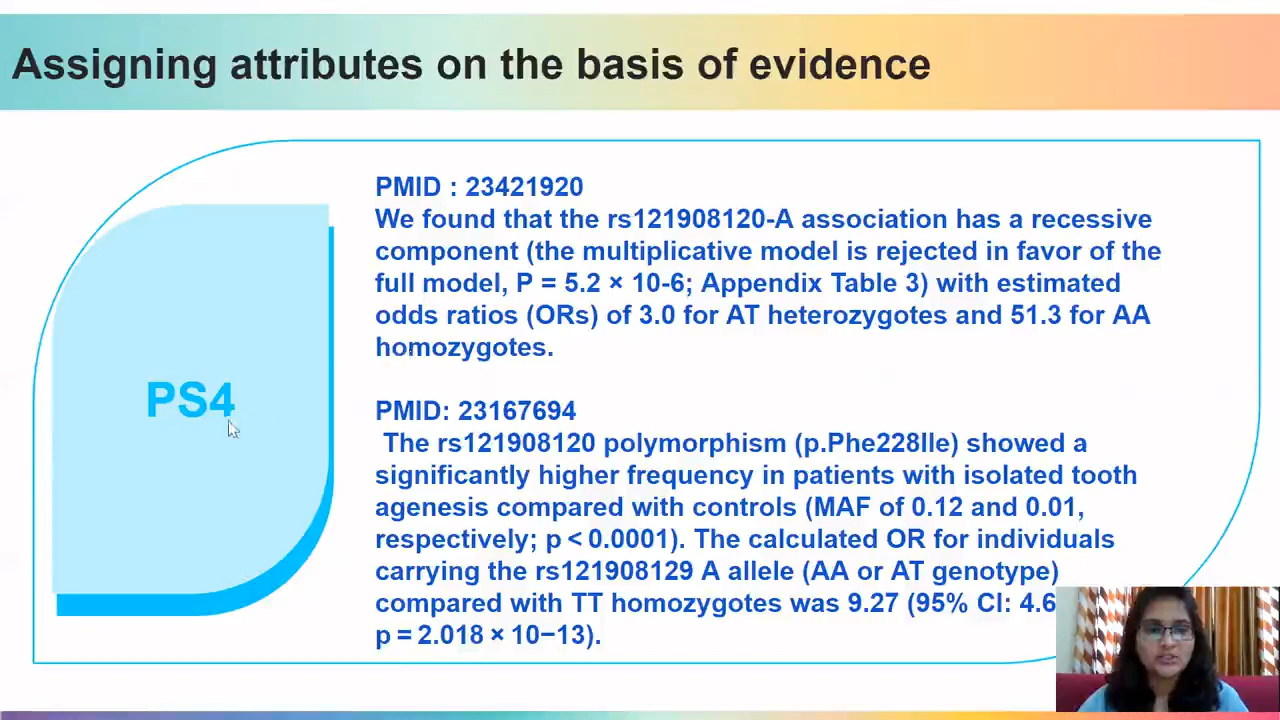 Assigning attributes on the basis of evidence
PS4
PMID : 23421920
We found that the rs121908120-A association has a recessive
component (the multiplicative model is rejected in favor of the
full model, P = 5.2 × 10-6; Appendix Table 3) with estimated
odds ratios (ORs) of 3.0 for AT heterozygotes and 51.3 for AA
homozygotes.
PMID: 23167694
The rs121908120 polymorphism (p.Phe228Ile) showed a
significantly higher frequency in patients with isolated tooth
agenesis compared with controls (MAF of 0.12 and 0.01,
respectively; p < 0.0001). The calculated OR for individuals
carrying the rs121908129 A allele (AA or AT genotype)
compared with TT homozygotes was 9.27 (95% CI: 4.6
p = 2.018 × 10−13).